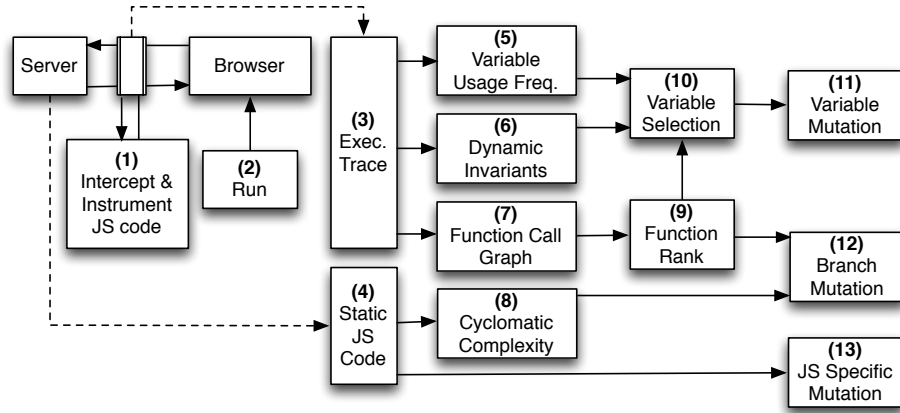 Server
Browser
(1)
Intercept &
Instrument
JS code
(2)
Run
(3)
Exec.
Trace
(4)
Static
JS
Code
(5)
Variable
Usage Freq.
(6)
Dynamic
Invariants
(7)
Function Call
Graph
(8)
Cyclomatic
Complexity
(9)
Function
Rank
(10)
Variable
Selection
(11)
Variable
Mutation
(12)
Branch
Mutation
(13)
JS Specific
Mutation